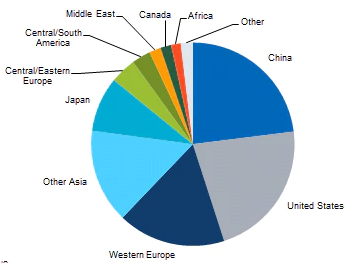 Middle East
Canada
Africa
Other
Central/South
America
China
Central/Eastern
Europe
Japan
Other Asia
United States
Western Europe